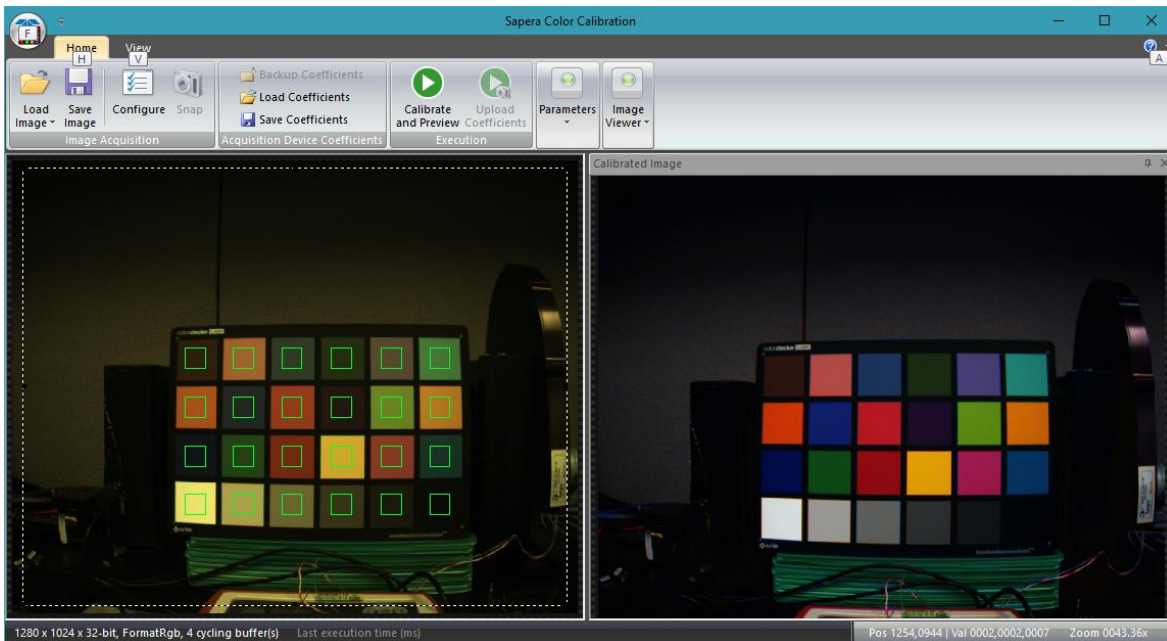 Sapera Color Calibration
F
Home View
H V
A
Load Image
Save Image
Configure
Snap
Image Acquisition
Backup Coefficients
Load Coefficients
Save Coefficients
Acquisition Device Coefficients
Calibrate and Preview
Upload Coefficients
Execution
Parameters
Image Viewer
Calibrated Image
1280 x 1024 x 32-bit, FormatRgb, 4 cycling buffer(s) Last execution time (ms)
Pos 1254,0944 | Val 0002,0002,0007 Zoom 0043.36x